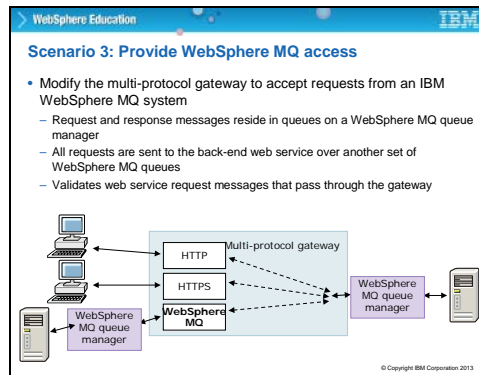 WebSphere Education
IBM
Scenario 3: Provide WebSphere MQ access
• Modify the multi-protocol gateway to accept requests from an IBM
WebSphere MQ system
– Request and response messages reside in queues on a WebSphere MQ queue
manager
– All requests are sent to the back-end web service over another set of
WebSphere MQ queues
– Validates web service request messages that pass through the gateway
Multi-protocol gateway
HTTP
HTTPS
WebSphere
MQ
WebSphere
MQ queue
manager
WebSphere
MQ queue
manager
© Copyright IBM Corporation 2013